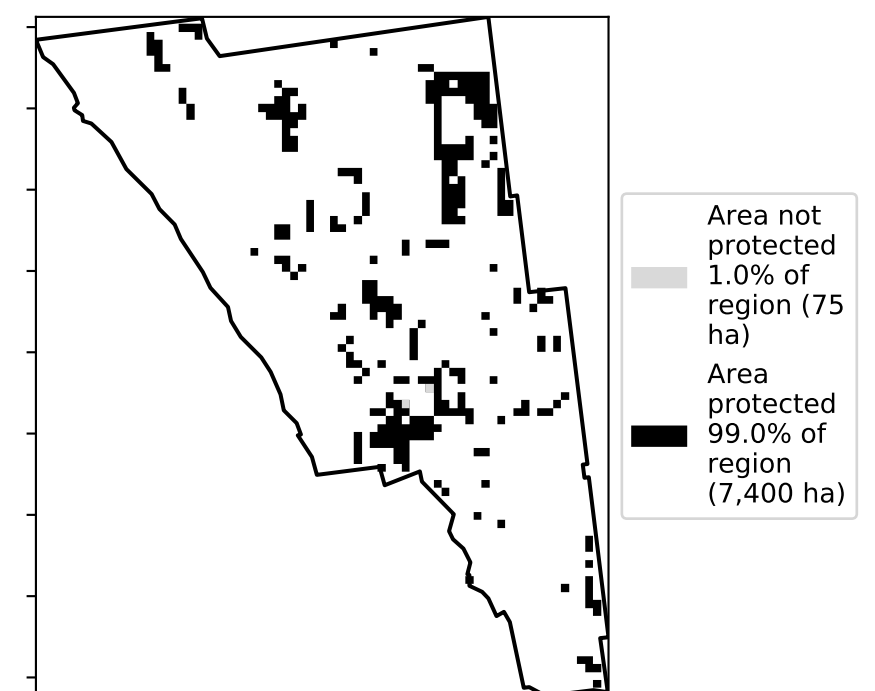 Area not
protected
1.0% of
region (75
ha)
Area
protected
99.0% of
region
(7,400 ha)